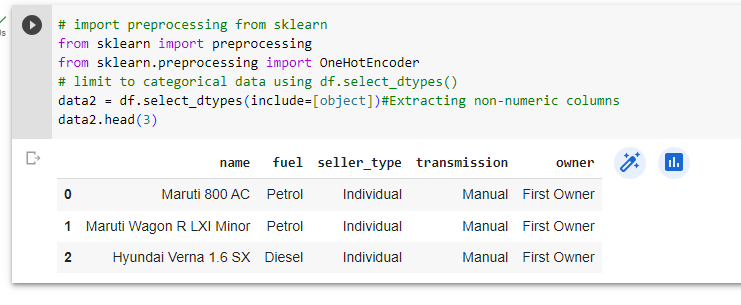 # import preprocessing from sklearn
from sklearn import preprocessing
from sklearn.preprocessing import OneHotEncoder
# limit to categorical data using df.select_dtypes()
data2 = df.select_dtypes(include=[object])#Extracting non-numeric columns
data2.head(3)
name fuel seller_type transmission owner
0 Maruti 800 AC Petrol Individual Manual First Owner
1 Maruti Wagon R LXI Minor Petrol Individual Manual First Owner
2 Hyundai Verna 1.6 SX Diesel Individual Manual First Owner